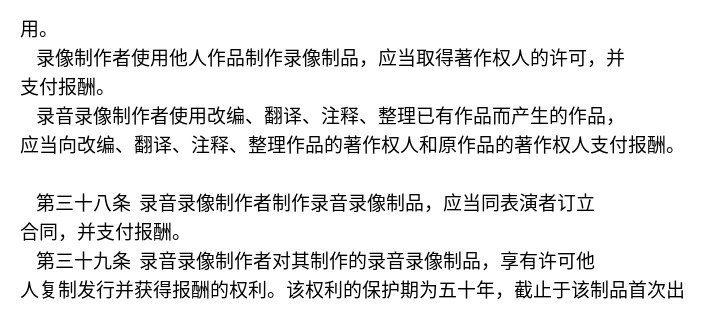 用。
录像制作者使用他人作品制作录像制品，应当取得著作权人的许可，并
支付报酬。
录音录像制作者使用改编、翻译、注释、整理已有作品而产生的作品，
应当向改编、翻译、注释、整理作品的著作权人和原作品的著作权人支付报酬。
第三十八条 录音录像制作者制作录音录像制品，应当同表演者订立
合同，并支付报酬。
第三十九条 录音录像制作者对其制作的录音录像制品，享有许可他
人复制发行并获得报酬的权利。该权利的保护期为五十年，截止于该制品首次出